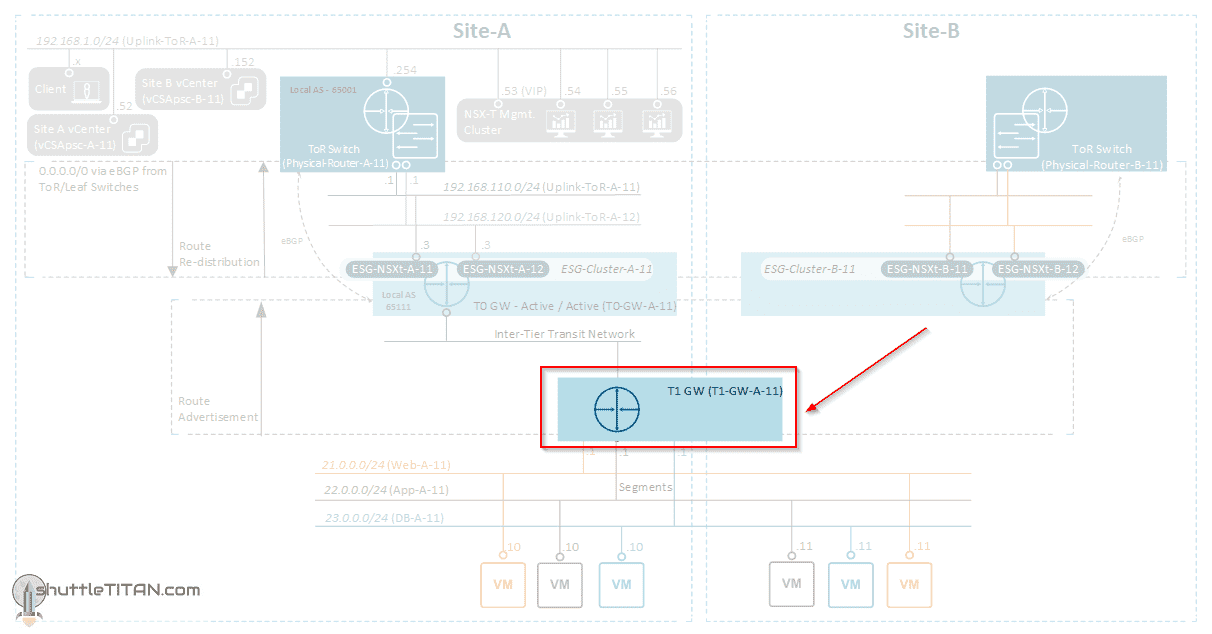 Site-A
Site-B
192.168.1.0/24 (Uplink-ToR-A-11)
.x
.152
.254
Client
Site B vCenter
(vCSApsc-B-11)
.52
Site A vCenter
(vCSApsc-A-11)
Local AS - 65001
ToR Switch
(Physical-Router-A-11)
.53 (VIP)
.54
.55
.56
NSX-T Mgmt.
Cluster
ToR Switch
(Physical-Router-B-11)
0.0.0.0/0 via eBGP from
ToR/Leaf Switches
.1
.1
192.168.110.0/24 (Uplink-ToR-A-11)
192.168.120.0/24 (Uplink-ToR-A-12)
Route
Re-distribution
eBGP
.3
.3
eBGP
ESG-NSXt-A-11
ESG-NSXt-A-12
ESG-Cluster-A-11
Local AS
65111
T0 GW - Active / Active (T0-GW-A-11)
ESG-Cluster-B-11
ESG-NSXt-B-11
ESG-NSXt-B-12
Inter-Tier Transit Network
T1 GW (T1-GW-A-11)
Route
Advertisement
.1
.1
.1
21.0.0.0/24 (Web-A-11)
22.0.0.0/24 (App-A-11)
Segments
23.0.0.0/24 (DB-A-11)
.10
.10
.10
.11
.11
.11
VM
VM
VM
VM
VM
VM
shuttleTITAN.com